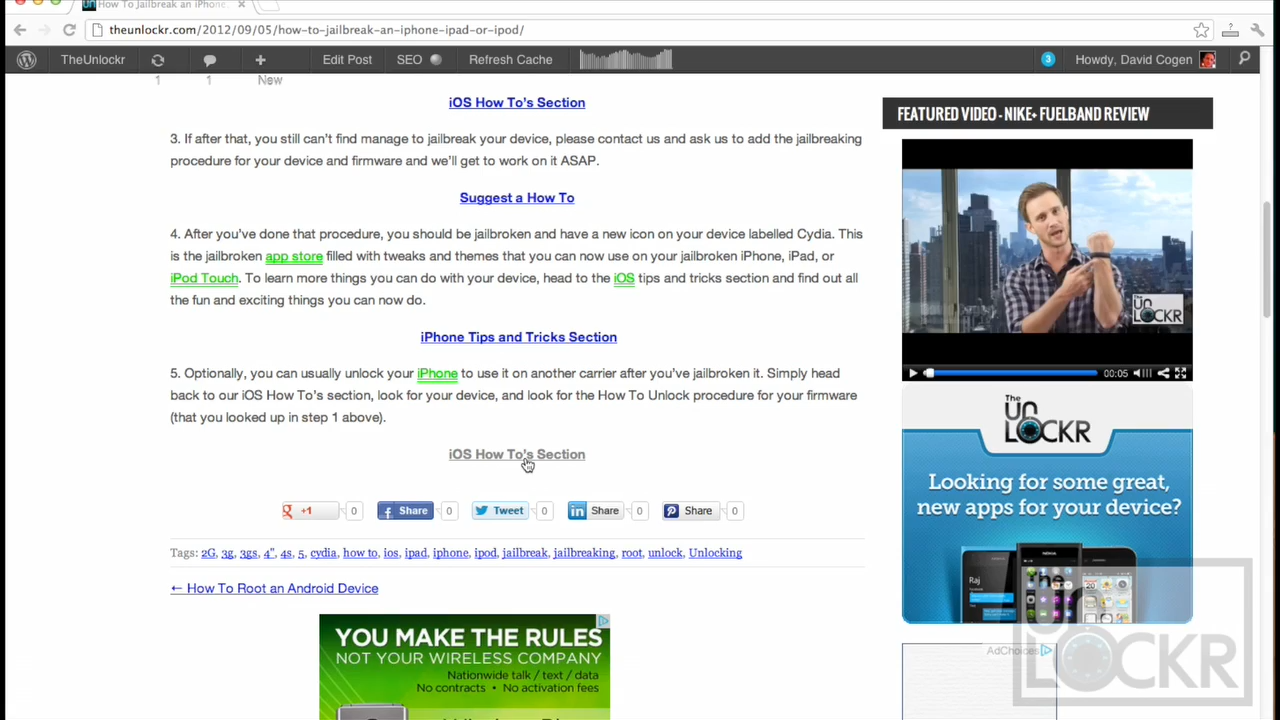 How To Jailbreak an iPhone
theunlockr.com/2012/09/05/how-to-jailbreak-an-iphone-ipad-or-ipod/
TheUnlockr
1
1
New
Edit Post
SEO
Refresh Cache
3
Howdy, David Cogen
iOS How To's Section
3. If after that, you still can't find manage to jailbreak your device, please contact us and ask us to add the jailbreaking
procedure for your device and firmware and we'll get to work on it ASAP.
Suggest a How To
4. After you've done that procedure, you should be jailbroken and have a new icon on your device labelled Cydia. This
is the jailbroken app store filled with tweaks and themes that you can now use on your jailbroken iPhone, iPad, or
iPod Touch. To learn more things you can do with your device, head to the iOS tips and tricks section and find out all
the fun and exciting things you can now do.
iPhone Tips and Tricks Section
5. Optionally, you can usually unlock your iPhone to use it on another carrier after you've jailbroken it. Simply head
back to our iOS How To's section, look for your device, and look for the How To Unlock procedure for your firmware
(that you looked up in step 1 above).
iOS How To's Section
+1 0 Share 0 Tweet 0 Share 0 Share 0
Tags: 2G, 3g, 3gs, 4", 4s, 5, cydia, how to, ios, ipad, iphone, ipod, jailbreak, jailbreaking, root, unlock, Unlocking
← How To Root an Android Device
YOU MAKE THE RULES
NOT YOUR WIRELESS COMPANY
Nationwide talk / text / data
No contracts • No activation fees
FEATURED VIDEO - NIKE+ FUELBAND REVIEW
The
UN
LOCKR
00:05
The
UN
LOCKR
Looking for some great,
new apps for your device?
Raj
NOKIA
AdChoices
UN
LOCKR